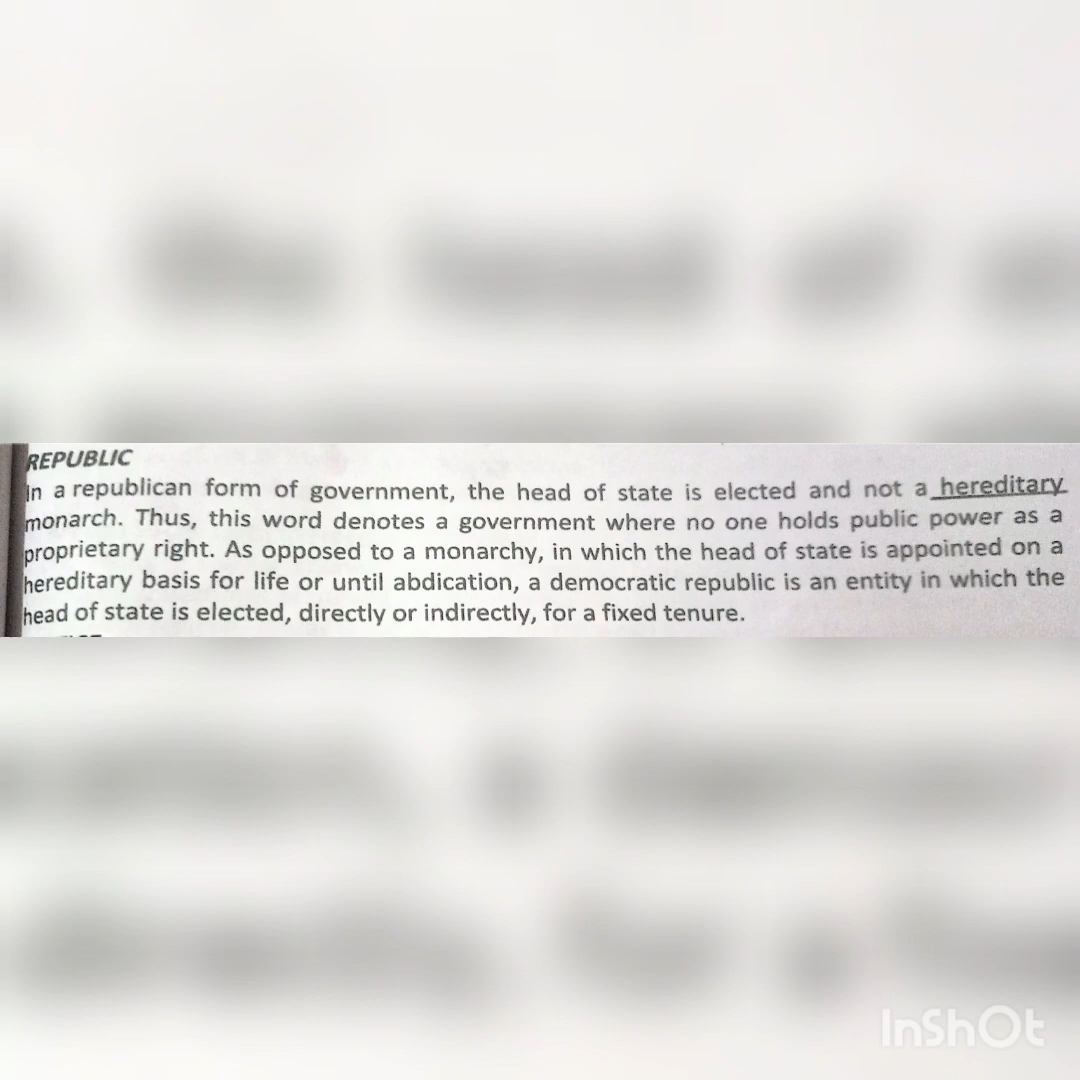 REPUBLIC
In a republican form of government, the head of state is elected and not a hereditary
monarch. Thus, this word denotes a government where no one holds public power as a
proprietary right. As opposed to a monarchy, in which the head of state is appointed on a
hereditary basis for life or until abdication, a democratic republic is an entity in which the
head of state is elected, directly or indirectly, for a fixed tenure.
InShOt